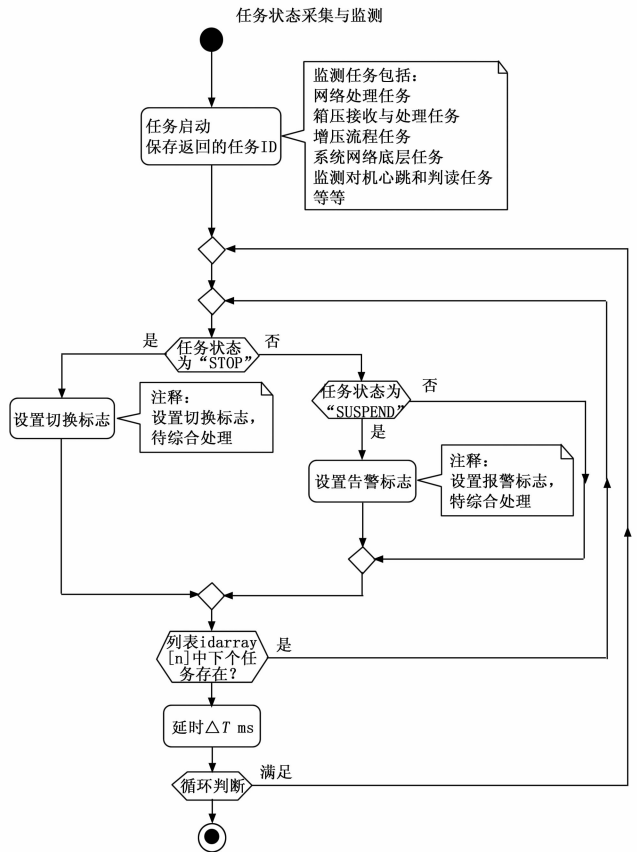 任务状态采集与监测
任务启动
保存返回的任务ID
监测任务包括：
网络处理任务
箱压接收与处理任务
增压流程任务
系统网络底层任务
监测对机心跳和判读任务
等等
是
任务状态
为“STOP”
否
任务状态为
“SUSPEND”
否
设置切换标志
注释：
设置切换标志，
待综合处理
是
设置告警标志
注释：
设置报警标志，
特综合处理
列表idarray
[n]中下个任
务存在？
是
延时△T ms
循环判断
满足